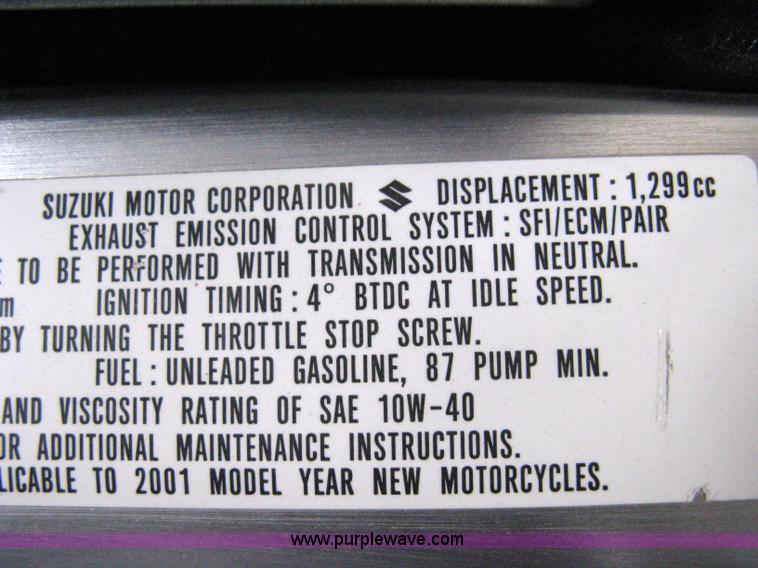 SUZUKI MOTOR CORPORATION DISPLACEMENT : 1,299cc
EXHAUST EMISSION CONTROL SYSTEM : SFI/ECM/PAIR
TO BE PERFORMED WITH TRANSMISSION IN NEUTRAL.
IGNITION TIMING : 4° BTDC AT IDLE SPEED.
BY TURNING THE THROTTLE STOP SCREW.
FUEL : UNLEADED GASOLINE, 87 PUMP MIN.
AND VISCOSITY RATING OF SAE 10W-40
OR ADDITIONAL MAINTENANCE INSTRUCTIONS.
LICABLE TO 2001 MODEL YEAR NEW MOTORCYCLES.
www.purplewave.com